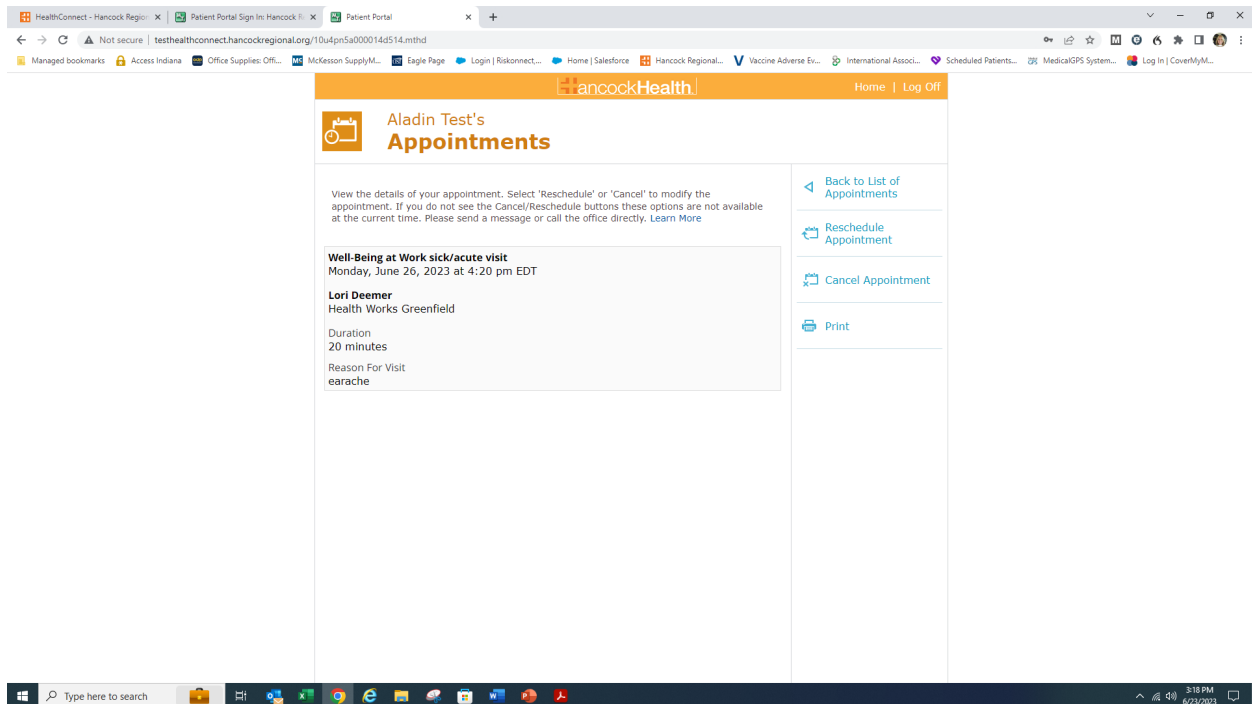 HealthConnect - Hancock Region
Patient Portal Sign In: Hancock R
Patient Portal
Not secure | testhealthconnect.hancockregional.org/10u4pn5a000014d514.mthd
Managed bookmarks
Access Indiana
Office Supplies: Offi...
McKesson SupplyM...
Eagle Page
Login | Riskonnect,...
Home | Salesforce
Hancock Regional...
Vaccine Adverse Ev...
International Associ...
Scheduled Patients...
MedicalGPS System...
Log In | CoverMyM...
HancockHealth
Home | Log Off
Aladin Test's
Appointments
View the details of your appointment. Select 'Reschedule' or 'Cancel' to modify the
appointment. If you do not see the Cancel/Reschedule buttons these options are not available
at the current time. Please send a message or call the office directly. Learn More
Well-Being at Work sick/acute visit
Monday, June 26, 2023 at 4:20 pm EDT
Lori Deemer
Health Works Greenfield
Duration
20 minutes
Reason For Visit
earache
Back to List of
Appointments
Reschedule
Appointment
Cancel Appointment
Print
Type here to search
3:18 PM
6/23/2023